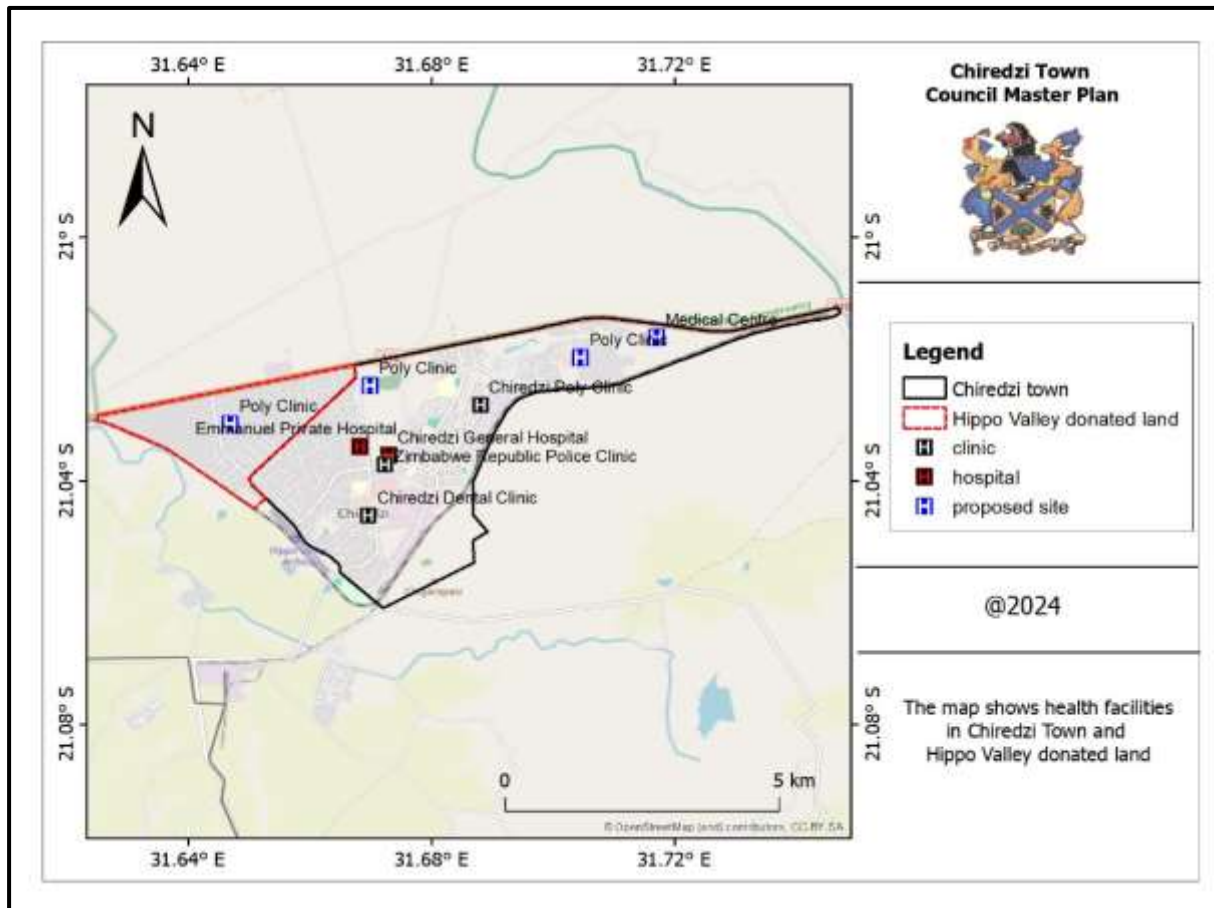 31.64° E 31.68° E 31.72° E
N
21° S
21.04° S
21.08° S
Medical Centre
Poly Clinic
Poly Clinic
Chiredzi Poly Clinic
Poly Clinic
Emmanuel Private Hospital
Chiredzi General Hospital
Zimbabwe Republic Police Clinic
Chiredzi Dental Clinic
0 5 km
© OpenStreetMap (and) contributors, CC-BY-SA
31.64° E 31.68° E 31.72° E
21° S
21.04° S
21.08° S
Chiredzi Town
Council Master Plan
Legend
Chiredzi town
Hippo Valley donated land
clinic
hospital
proposed site
@2024
The map shows health facilities
in Chiredzi Town and
Hippo Valley donated land